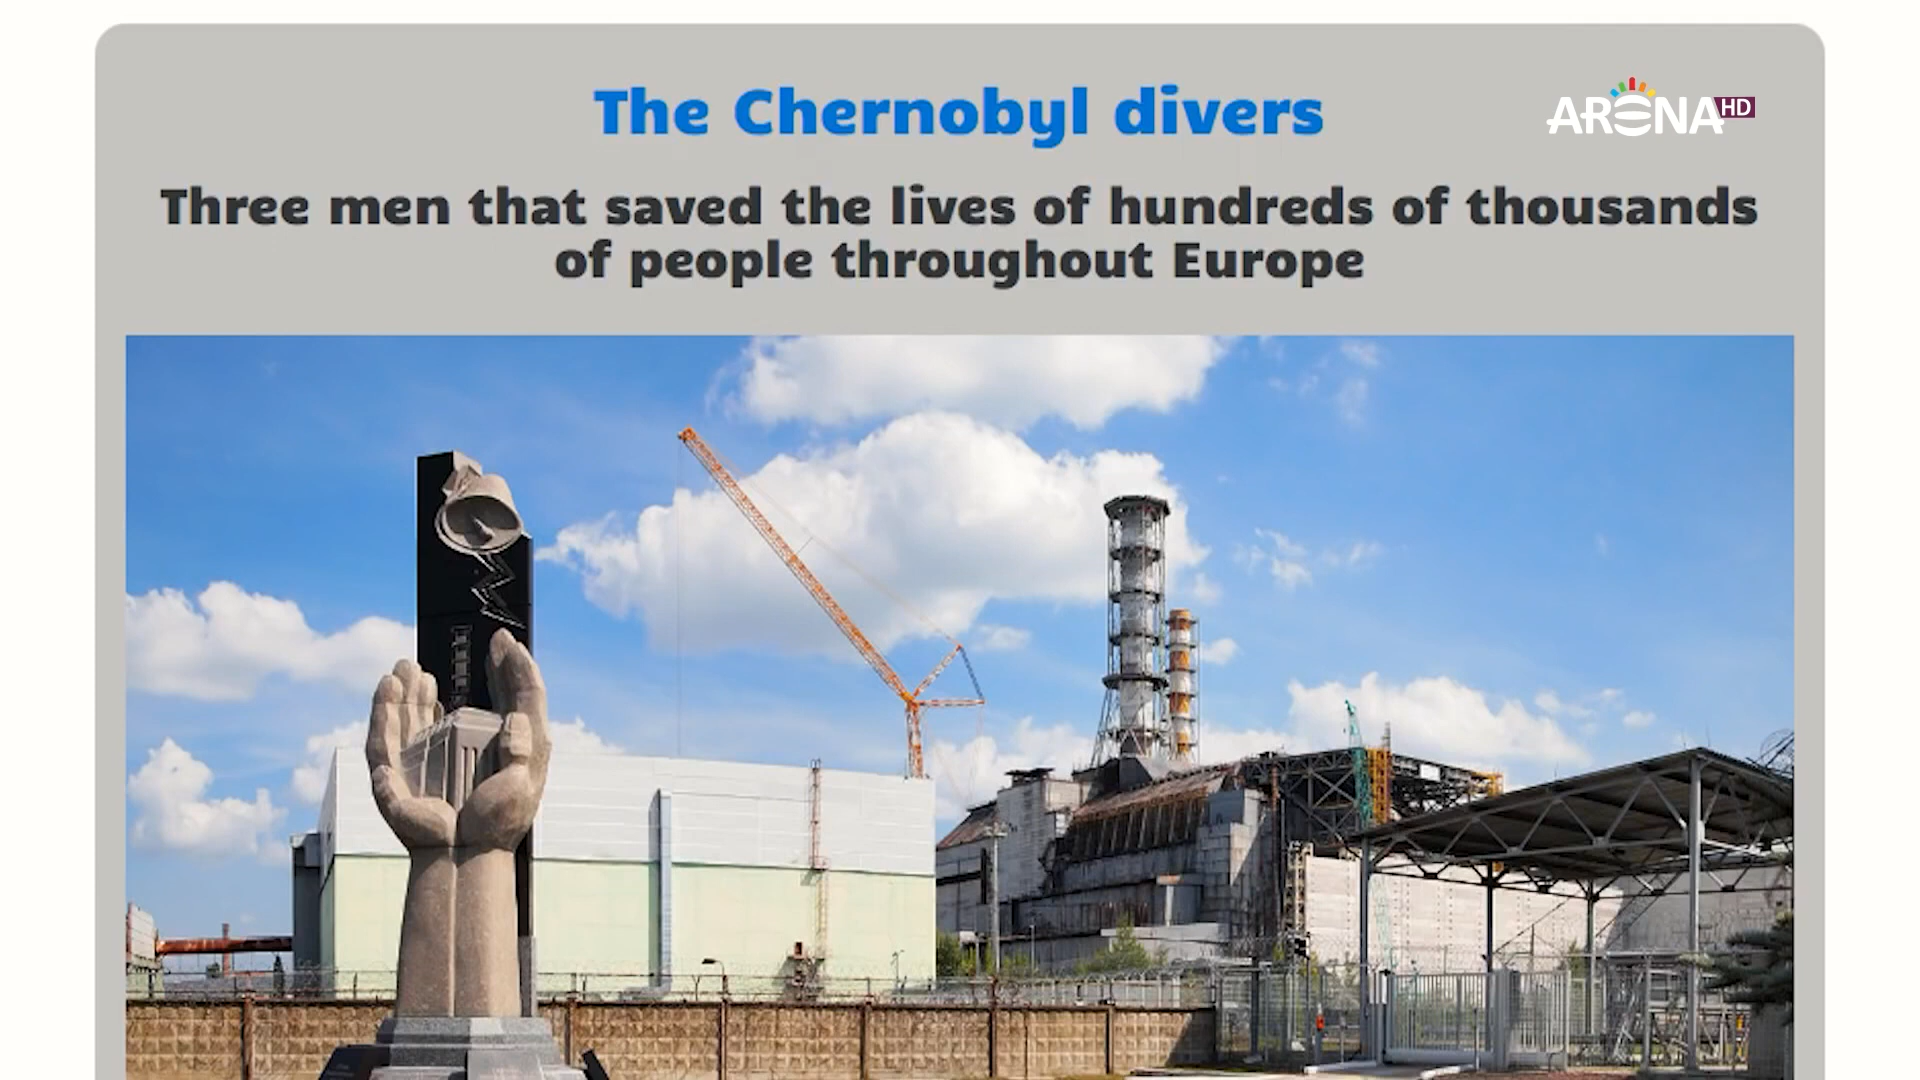 The Chernobyl divers
ARENA HD
Three men that saved the lives of hundreds of thousands
of people throughout Europe